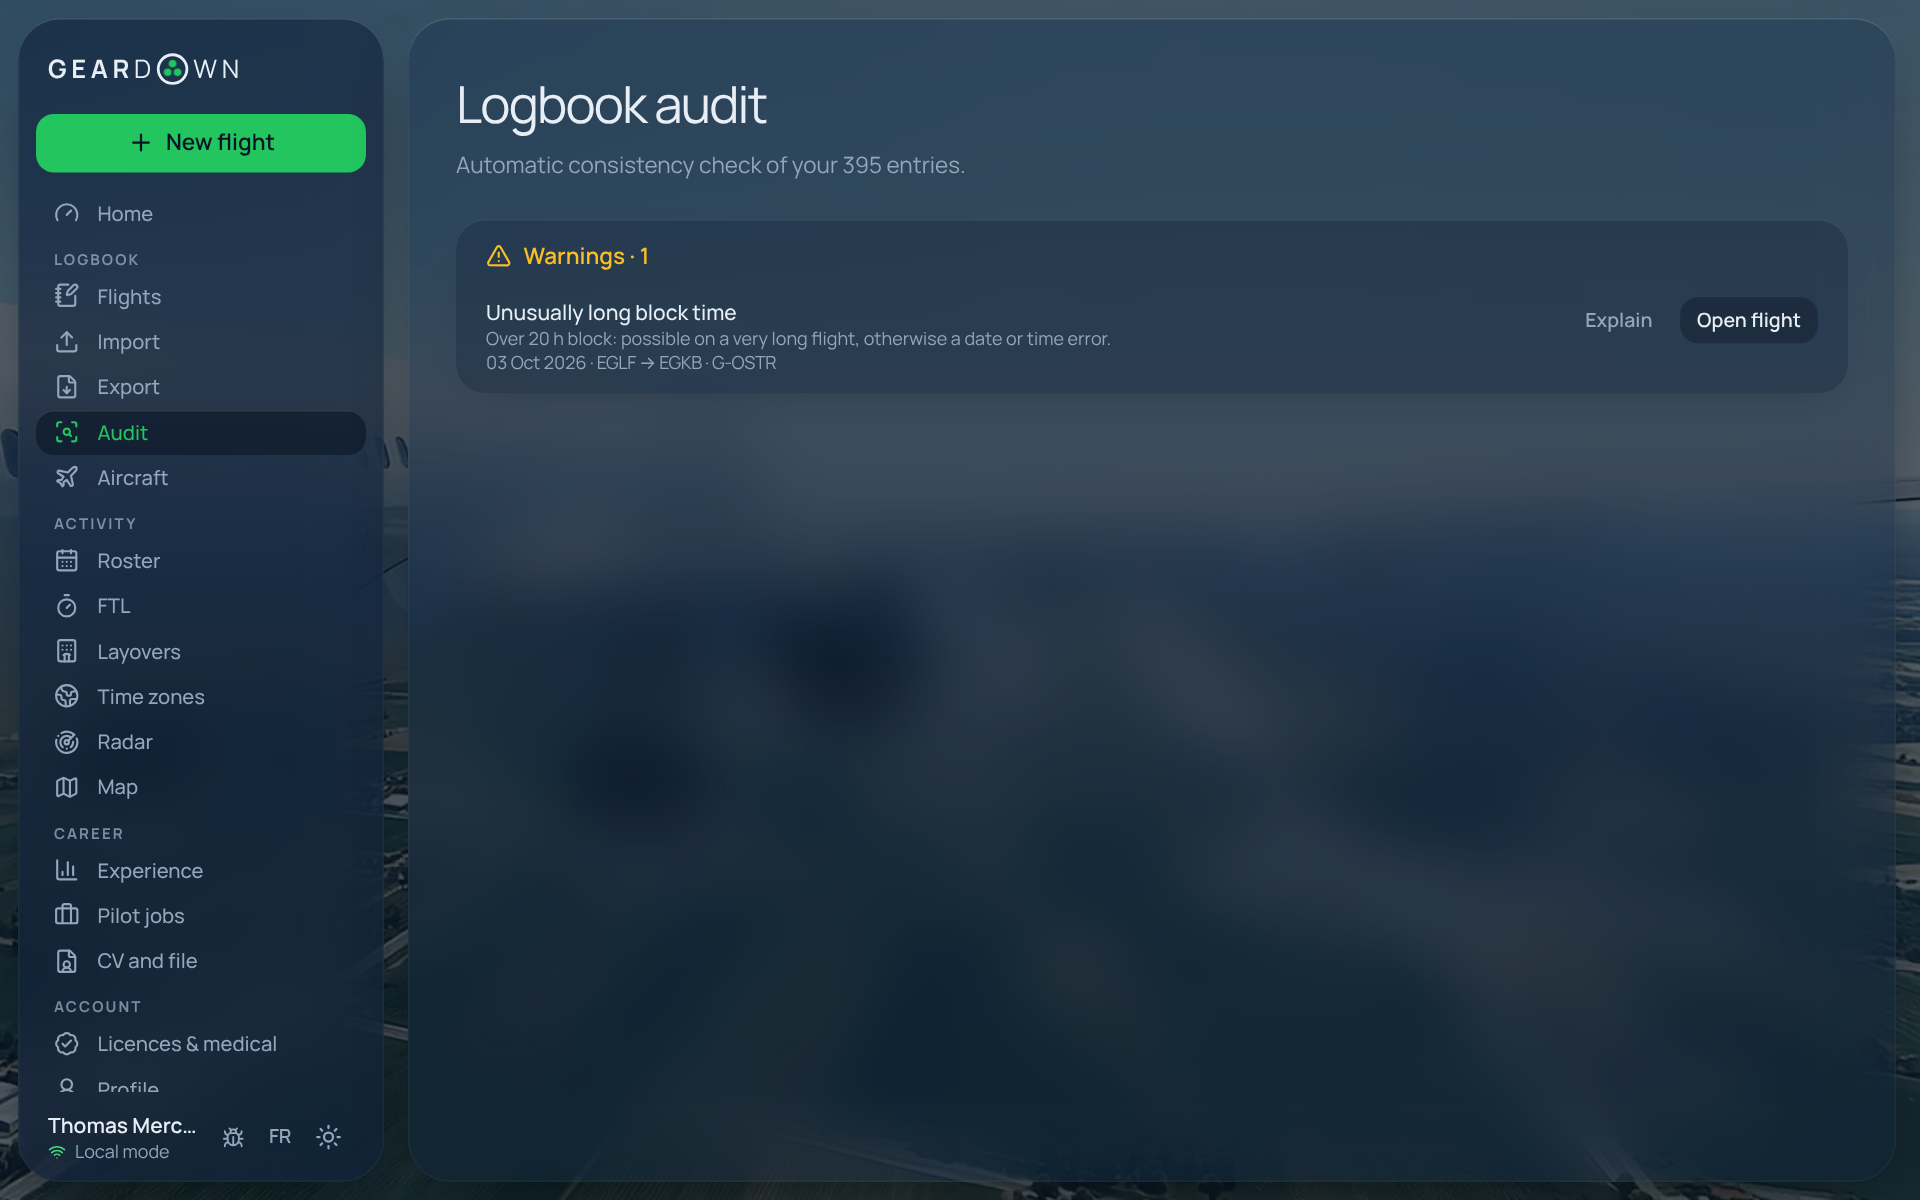 GEARDOWN
New flight
Home
LOGBOOK
Flights
Import
Export
Audit
Aircraft
ACTIVITY
Roster
FTL
Layovers
Time zones
Radar
Map
CAREER
Experience
Pilot jobs
CV and file
ACCOUNT
Licences & medical
Profile
Thomas Merc...
Local mode
FR
Logbook audit
Automatic consistency check of your 395 entries.
Warnings · 1
Unusually long block time
Over 20 h block: possible on a very long flight, otherwise a date or time error.
03 Oct 2026 · EGLF → EGKB · G-OSTR
Explain
Open flight